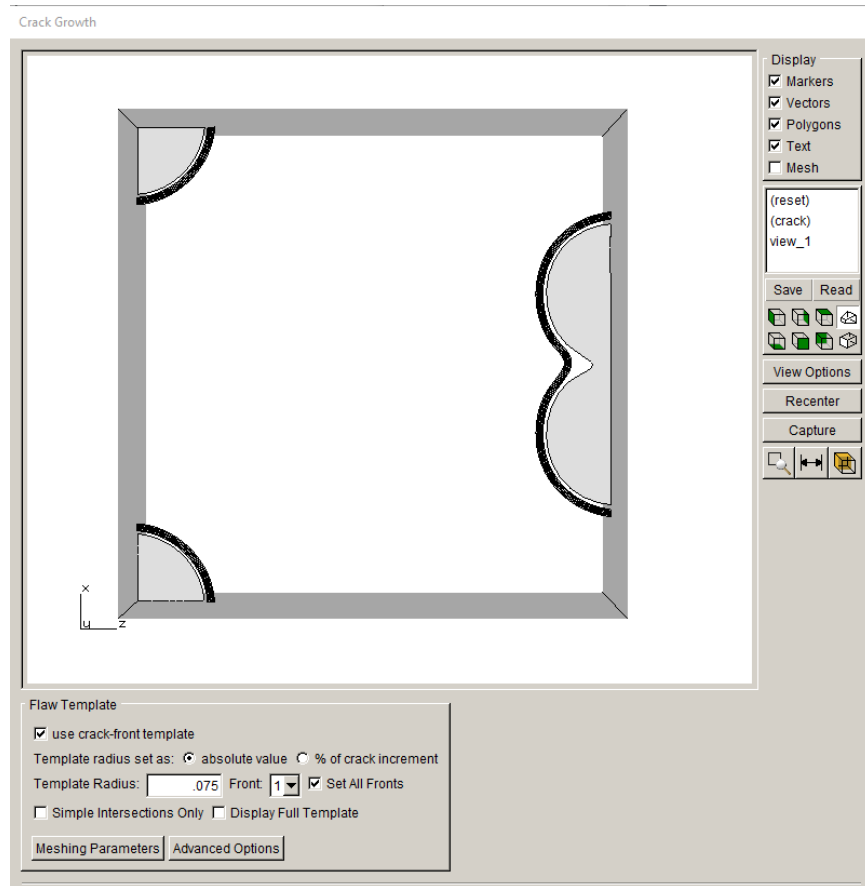 Crack Growth
Display
Markers
Vectors
Polygons
Text
Mesh
(reset)
(crack)
view_1
Save Read
View Options
Recenter
Capture
x
y z
Flaw Template
use crack-front template
Template radius set as: absolute value % of crack increment
Template Radius: .075 Front: 1 Set All Fronts
Simple Intersections Only Display Full Template
Meshing Parameters Advanced Options